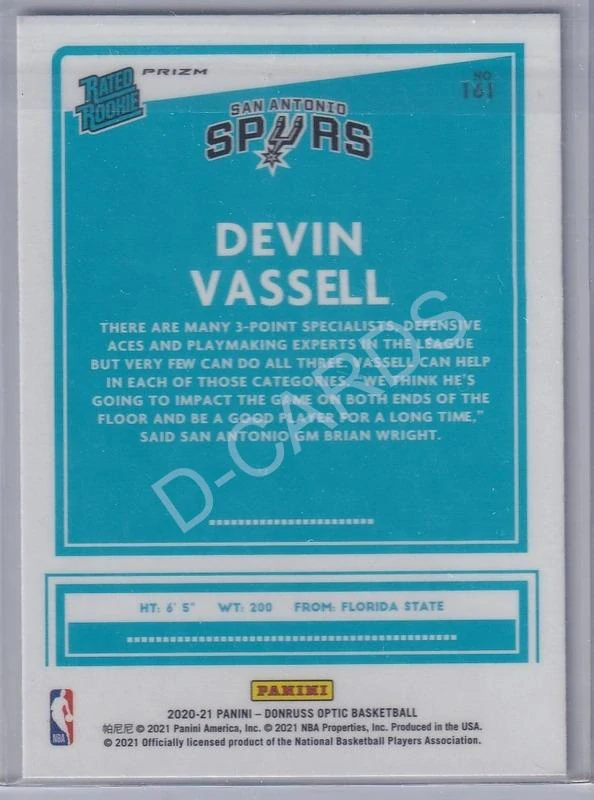 RATED
ROOKIE
PRIZM
NO
161
SAN ANTONIO
SPURS
DEVIN
VASSELL
THERE ARE MANY 3-POINT SPECIALISTS, DEFENSIVE
ACES AND PLAYMAKING EXPERTS IN THE LEAGUE
BUT VERY FEW CAN DO ALL THREE. VASSELL CAN HELP
IN EACH OF THOSE CATEGORIES. "WE THINK HE'S
GOING TO IMPACT THE GAME ON BOTH ENDS OF THE
FLOOR AND BE A GOOD PLAYER FOR A LONG TIME,"
SAID SAN ANTONIO GM BRIAN WRIGHT.
D-CARDS
HT: 6' 5" WT: 200 FROM: FLORIDA STATE
PANINI
NBA
2020-21 PANINI – DONRUSS OPTIC BASKETBALL
帕尼尼 © 2021 Panini America, Inc. © 2021 NBA Properties, Inc. Produced in the USA.
© 2021 Officially licensed product of the National Basketball Players Association.